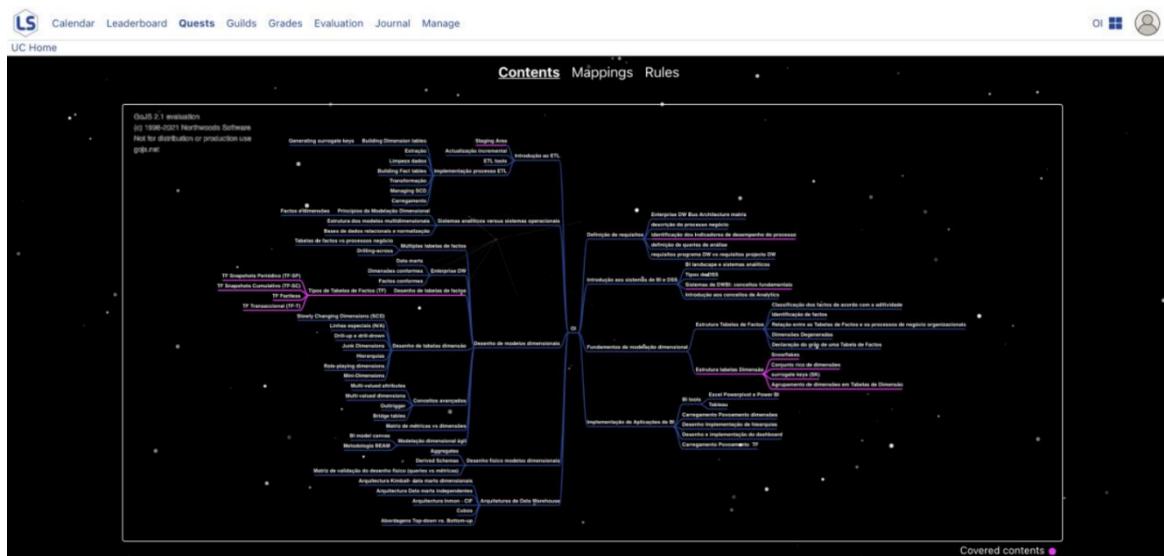 LS Calendar Leaderboard Quests Guilds Grades Evaluation Journal Manage OI
UC Home
Contents Mappings Rules
GoJS 2.1 evaluation
(c) 1998-2021 Northwoods Software
Not for distribution or production use
gojs.net
Generating surrogate keys
Building Dimension tables
Extração
Limpeza dados
Building Fact tables
Transformação
Managing SCD
Carregamento
Staging Area
Actualização incremental
ETL tools
Implementação processo ETL
Introdução ao ETL
Factos e dimensões
Princípios da Modelação Dimensional
Estrutura dos modelos multidimensionais
Bases de dados relacionais e normalização
Sistemas analíticos versus sistemas operacionais
Tabelas de factos vs processos negócio
Drilling-across
Múltiplas tabelas de factos
Data marts
Dimensões conformes
Factos conformes
Enterprise DW
TF Snapshots Periódico (TF-SP)
TF Snapshots Cumulativo (TF-SC)
TF Factless
TF Transaccional (TF-T)
Tipos de Tabelas de Factos (TF)
Desenho de tabelas de factos
Slowly Changing Dimensions (SCD)
Linhas especiais (N/A)
Drill-up e drill-down
Junk Dimensions
Hierarquias
Role-playing dimensions
Mini-Dimensions
Desenho de tabelas dimensão
Desenho de modelos dimensionais
Multi-valued attributes
Multi-valued dimensions
Outrigger
Bridge tables
Conceitos avançados
Matriz de métricas vs dimensões
BI model canvas
Metodologia BEAM
Modelação dimensional ágil
Aggregates
Derived Schemas
Matriz de validação do desenho físico (queries vs métricas)
Desenho físico modelos dimensionais
Arquitectura Kimball- data marts dimensionais
Arquitectura Data marts independentes
Arquitectura Inmon - CIF
Cubos
Abordagens Top-down vs. Bottom-up
Arquiteturas de Data Warehouse
OI
Definição de requisitos
Enterprise DW Bus Architecture matrix
descrição do processo negócio
Identificação dos Indicadores de desempenho do processo
definição de queries de análise
requisitos programa DW vs requisitos projecto DW
Introdução aos sistemas de BI e DSS
BI landscape e sistemas analíticos
Tipos de DSS
Sistemas de DWBI: conceitos fundamentais
Introdução aos conceitos de Analytics
Fundamentos de modelação dimensional
Estrutura Tabelas de Factos
Classificação dos factos de acordo com a aditividade
Identificação de factos
Relação entre as Tabelas de Factos e os processos de negócio organizacionais
Dimensões Degeneradas
Declaração do grão de uma Tabela de Factos
Estrutura tabelas Dimensão
Snowflakes
Conjunto rico de dimensões
surrogate keys (SK)
Agrupamento de dimensões em Tabelas de Dimensão
Implementação de Aplicações de BI
BI tools
Excel Powerpivot e Power BI
Tableau
Carregamento Povoamento dimensões
Desenho implementação de hierarquias
Desenho e implementação do dashboard
Carregamento Povoamento TF
Covered contents